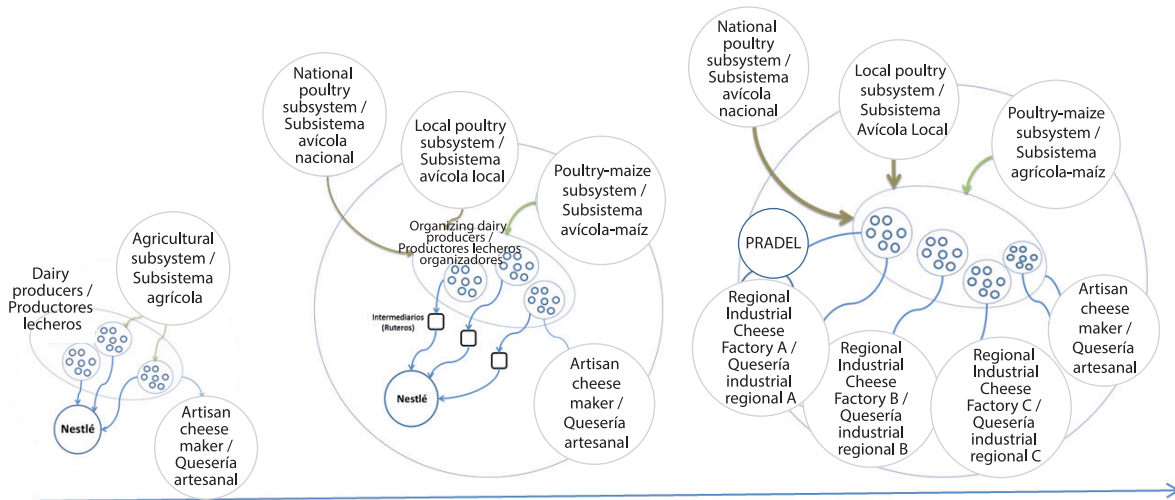 Dairy
producers /
Productores
lecheros
Agricultural
subsystem /
Subsistema
agrícola
Nestlé
Artisan
cheese
maker /
Quesería
artesanal
National
poultry
subsystem /
Subsistema
avícola
nacional
Local poultry
subsystem /
Subsistema
avícola local
Poultry-maize
subsystem /
Subsistema
avícola-maíz
Organizing dairy
producers /
Productores lecheros
organizadores
Intermediarios
(Ruteros)
Nestlé
Artisan
cheese
maker /
Quesería
artesanal
National
poultry
subsystem /
Subsistema
avícola
nacional
Local poultry
subsystem /
Subsistema
Avícola Local
Poultry-maize
subsystem /
Subsistema
agrícola-maíz
PRADEL
Regional
Industrial
Cheese
Factory A /
Quesería
industrial
regional A
Regional
Industrial
Cheese
Factory B /
Quesería
industrial
regional B
Regional
Industrial
Cheese
Factory C /
Quesería
industrial
regional C
Artisan
cheese
maker /
Quesería
artesanal